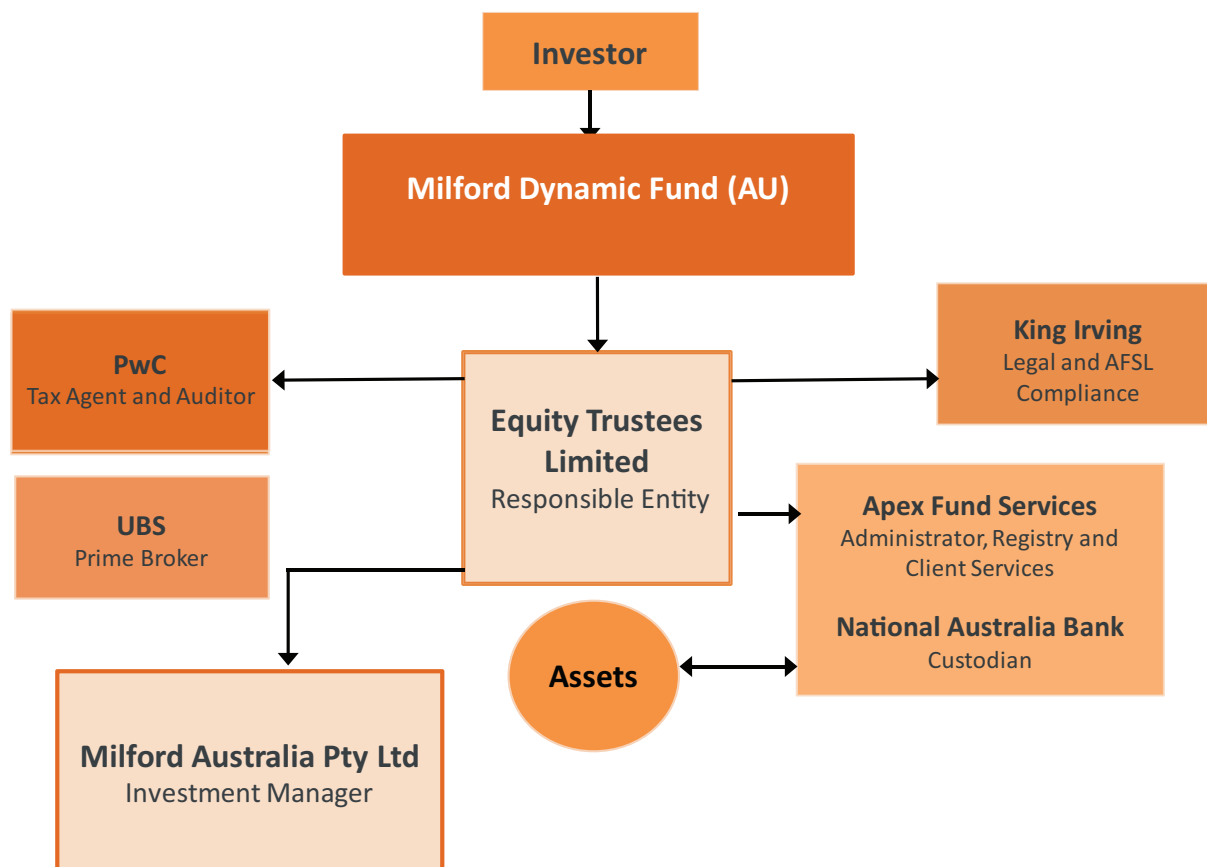 Investor
Milford Dynamic Fund (AU)
PwC
Tax Agent and Auditor
King Irving
Legal and AFSL
Compliance
Equity Trustees
Limited
Responsible Entity
UBS
Prime Broker
Apex Fund Services
Administrator, Registry and
Client Services
National Australia Bank
Custodian
Assets
Milford Australia Pty Ltd
Investment Manager